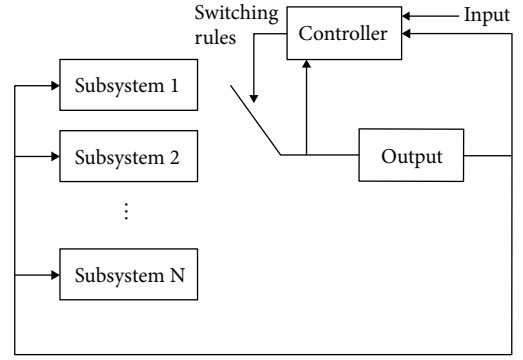 Switching
rules
Controller
Input
Subsystem 1
Subsystem 2
Output
⋮
Subsystem N